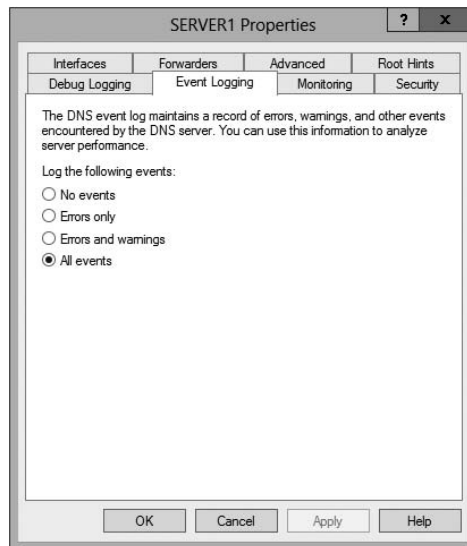 SERVER1 Properties
? x
Interfaces Forwarders Advanced Root Hints
Debug Logging Event Logging Monitoring Security
The DNS event log maintains a record of errors, warnings, and other events
encountered by the DNS server. You can use this information to analyze
server performance.
Log the following events:
No events
Errors only
Errors and warnings
All events
OK Cancel Apply Help